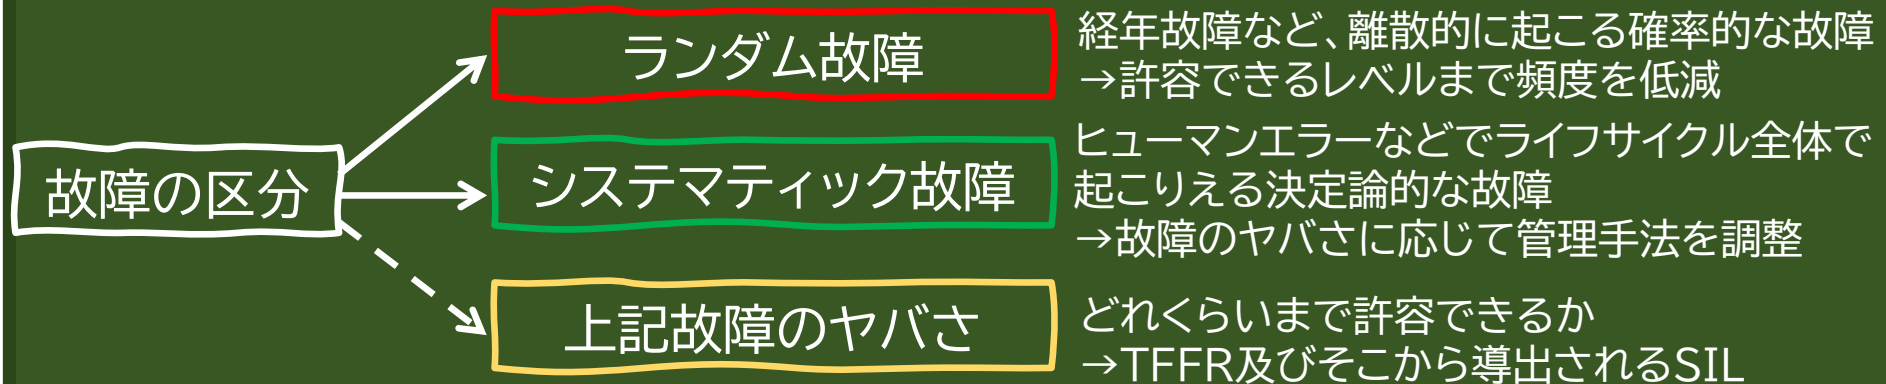 故障の区分
ランダム故障
経年故障など、離散的に起こる確率的な故障
→許容できるレベルまで頻度を低減
システマティック故障
ヒューマンエラーなどでライフサイクル全体で
起こりえる決定論的な故障
→故障のヤバさに応じて管理手法を調整
上記故障のヤバさ
どれくらいまで許容できるか
→TFFR及びそこから導出されるSIL